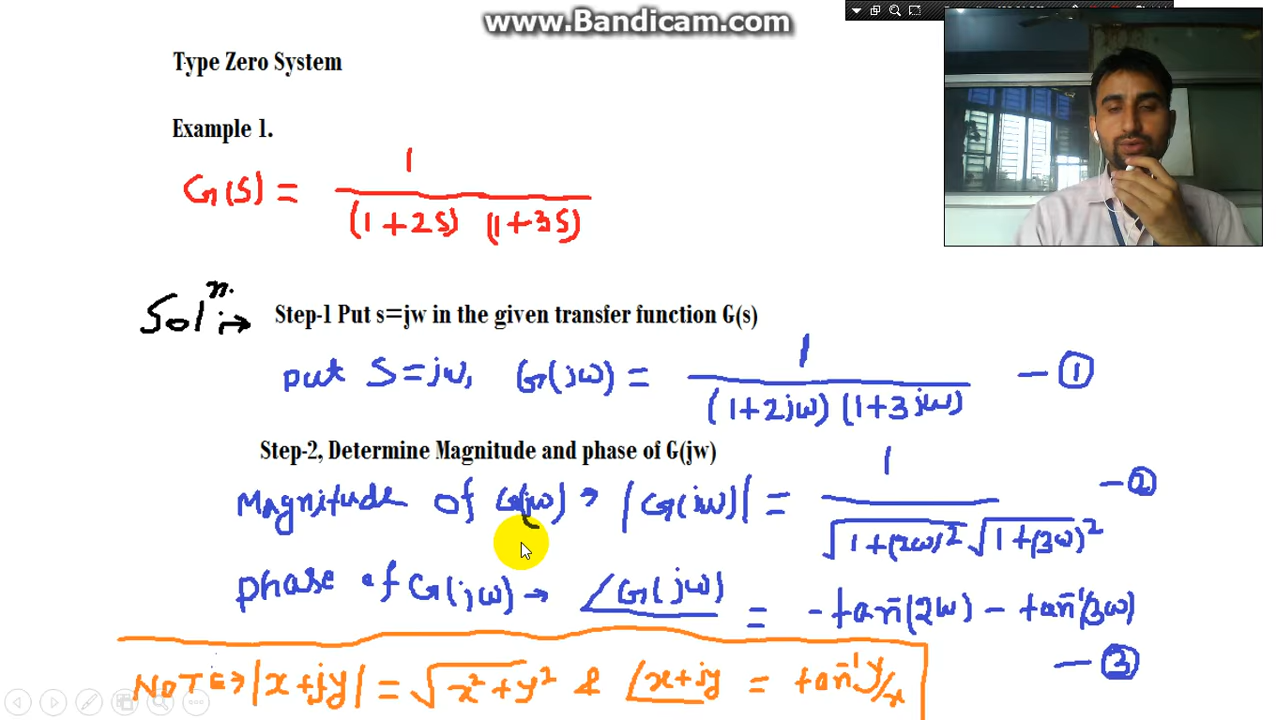 www.Bandicam.com
Type Zero System
Example 1.
G(S) = 1 / (1+2S) (1+3S)
Solⁿ. :→ Step-1 Put s=jw in the given transfer function G(s)
put S=jω, G(jω) = 1 / (1+2jω) (1+3jω) — ①
Step-2, Determine Magnitude and phase of G(jw)
Magnitude of G(jω) → |G(jω)| = 1 / √1+(2ω)² √1+(3ω)² — ②
phase of G(jω) → ∠G(jω) = -tan⁻(2ω) - tan⁻¹(3ω)
— ③
NOTE→ |x+jy| = √x²+y² & ∠x+jy = tan⁻¹ y/x